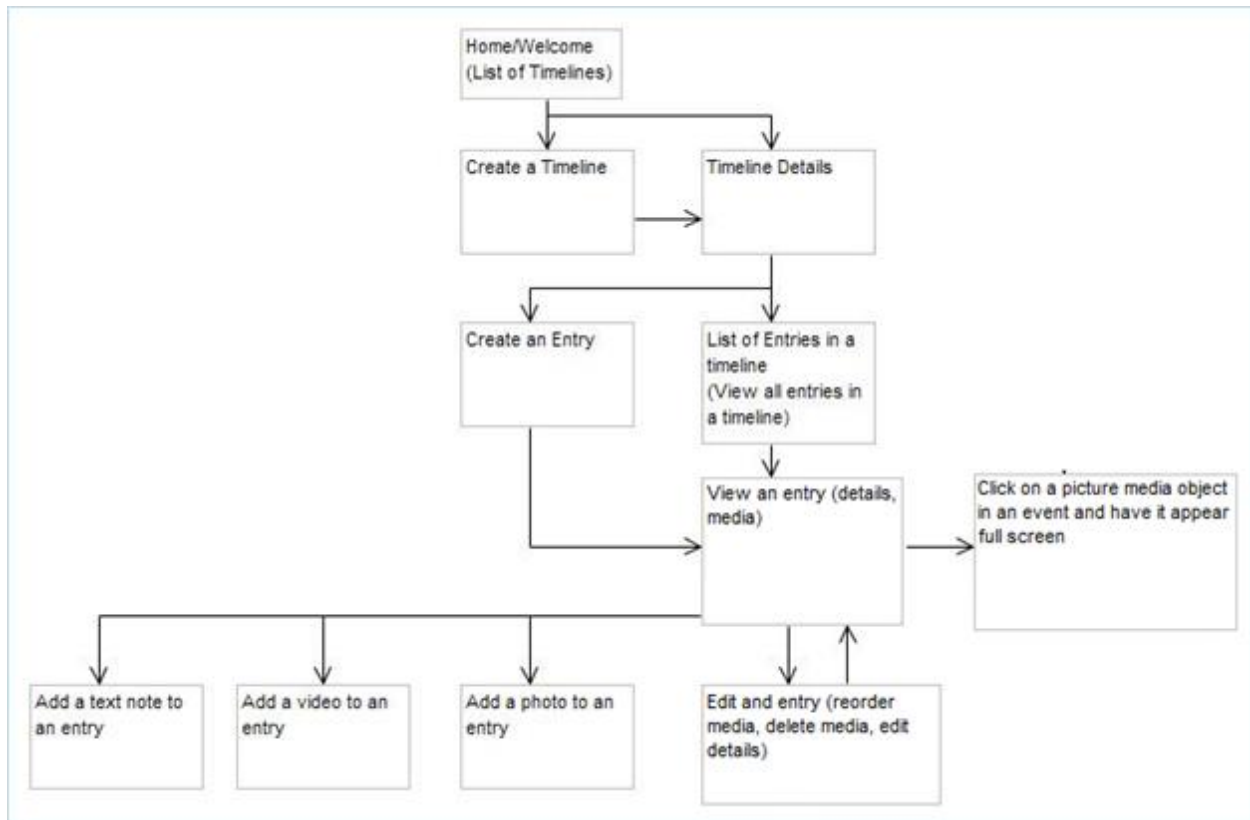 Home/Welcome
(List of Timelines)
Create a Timeline
Timeline Details
Create an Entry
List of Entries in a
timeline
(View all entries in
a timeline)
View an entry (details,
media)
Click on a picture media object
in an event and have it appear
full screen
Add a text note to
an entry
Add a video to an
entry
Add a photo to an
entry
Edit and entry (reorder
media, delete media, edit
details)